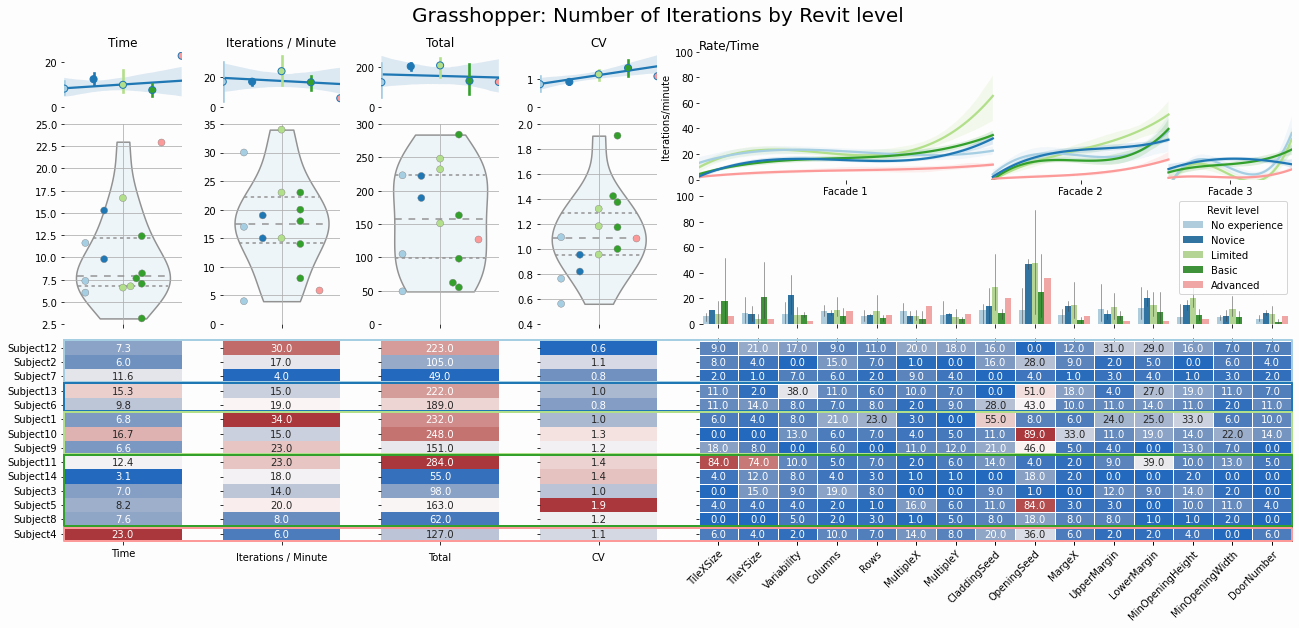 Grasshopper: Number of Iterations by Revit level
Time Iterations / Minute Total CV Rate/Time
20
0
20
0
200
0
1
0
100
80
60
40
20
0
Iterations/minute
Facade 1 Facade 2 Facade 3
25.0
22.5
20.0
17.5
15.0
12.5
10.0
7.5
5.0
2.5
35
30
25
20
15
10
5
0
300
250
200
150
100
50
0
2.0
1.8
1.6
1.4
1.2
1.0
0.8
0.6
0.4
100
80
60
40
20
0
Revit level
No experience
Novice
Limited
Basic
Advanced
Subject12 7.3 30.0 223.0 0.6 9.0 21.0 17.0 9.0 11.0 20.0 18.0 16.0 0.0 12.0 31.0 29.0 16.0 7.0 7.0
Subject2 6.0 17.0 105.0 1.1 8.0 4.0 0.0 15.0 7.0 1.0 0.0 16.0 28.0 9.0 2.0 5.0 0.0 6.0 4.0
Subject7 11.6 4.0 49.0 0.8 2.0 1.0 7.0 6.0 2.0 9.0 4.0 0.0 4.0 1.0 3.0 4.0 1.0 3.0 2.0
Subject13 15.3 15.0 222.0 1.0 11.0 2.0 38.0 11.0 6.0 10.0 7.0 0.0 51.0 18.0 4.0 27.0 19.0 11.0 7.0
Subject6 9.8 19.0 189.0 0.8 11.0 14.0 8.0 7.0 8.0 2.0 9.0 28.0 43.0 10.0 11.0 14.0 11.0 2.0 11.0
Subject1 6.8 34.0 232.0 1.0 6.0 4.0 8.0 21.0 23.0 3.0 0.0 55.0 8.0 6.0 24.0 25.0 33.0 6.0 10.0
Subject10 16.7 15.0 248.0 1.3 0.0 0.0 13.0 6.0 7.0 4.0 5.0 11.0 89.0 33.0 11.0 19.0 14.0 22.0 14.0
Subject9 6.6 23.0 151.0 1.2 18.0 8.0 0.0 6.0 0.0 11.0 12.0 21.0 46.0 5.0 4.0 0.0 13.0 7.0 0.0
Subject11 12.4 23.0 284.0 1.4 84.0 74.0 10.0 5.0 7.0 2.0 6.0 14.0 4.0 2.0 9.0 39.0 10.0 13.0 5.0
Subject14 3.1 18.0 55.0 1.4 4.0 12.0 8.0 4.0 3.0 1.0 1.0 0.0 18.0 2.0 0.0 2.0 0.0 0.0 0.0
Subject3 7.0 14.0 98.0 1.0 0.0 15.0 9.0 19.0 8.0 0.0 0.0 9.0 1.0 0.0 12.0 9.0 14.0 2.0 0.0
Subject5 8.2 20.0 163.0 1.9 4.0 4.0 4.0 2.0 1.0 16.0 6.0 11.0 84.0 3.0 3.0 0.0 10.0 11.0 4.0
Subject8 7.6 8.0 62.0 1.2 0.0 0.0 5.0 2.0 3.0 1.0 5.0 8.0 18.0 8.0 8.0 1.0 1.0 2.0 0.0
Subject4 23.0 6.0 127.0 1.1 6.0 4.0 2.0 10.0 7.0 14.0 8.0 20.0 36.0 6.0 2.0 2.0 4.0 0.0 6.0
Time Iterations / Minute Total CV
TileXSize TileYSize Variability Columns Rows MultipleX MultipleY CladdingSeed OpeningSeed MargeX UpperMargin LowerMargin MinOpeningHeight MinOpeningWidth DoorNumber